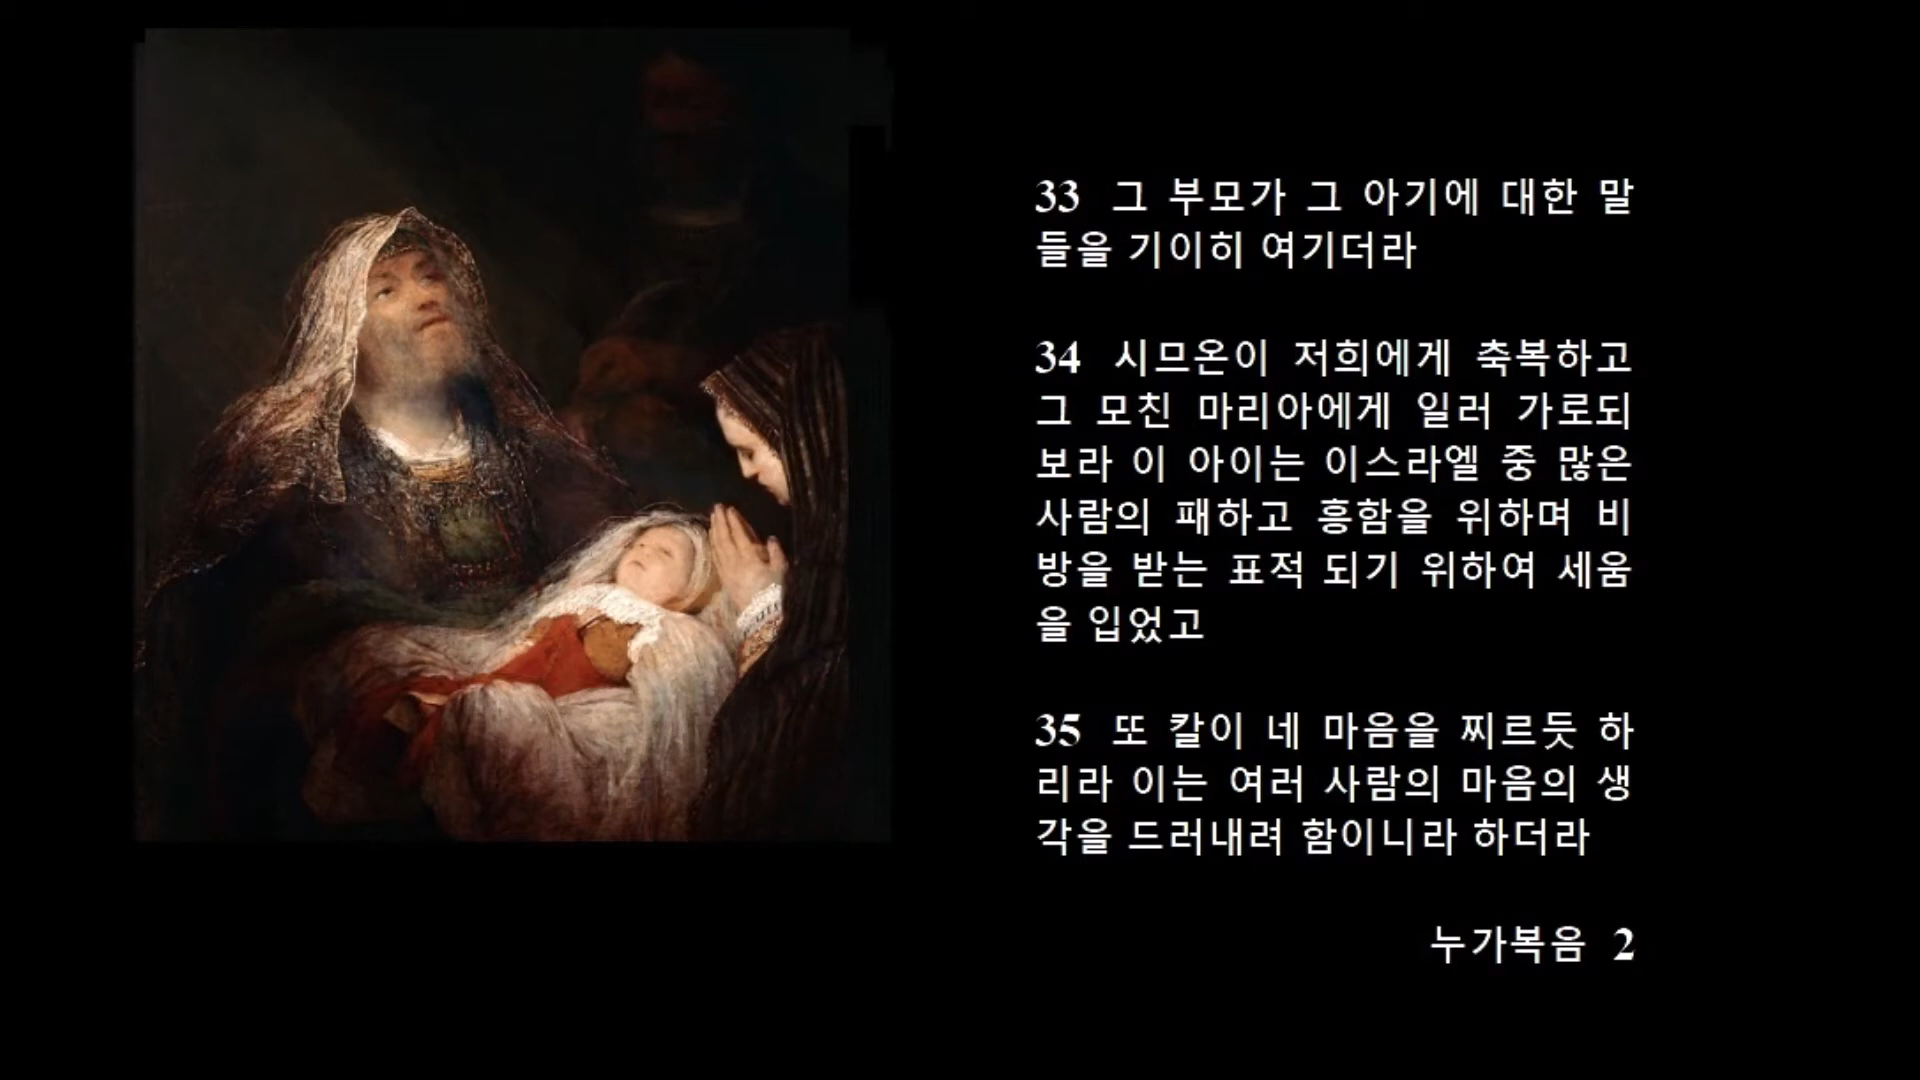 33 그 부모가 그 아기에 대한 말
들을 기이히 여기더라
34 시므온이 저희에게 축복하고
그 모친 마리아에게 일러 가로되
보라 이 아이는 이스라엘 중 많은
사람의 패하고 흥함을 위하며 비
방을 받는 표적 되기 위하여 세움
을 입었고
35 또 칼이 네 마음을 찌르듯 하
리라 이는 여러 사람의 마음의 생
각을 드러내려 함이니라 하더라
누가복음 2